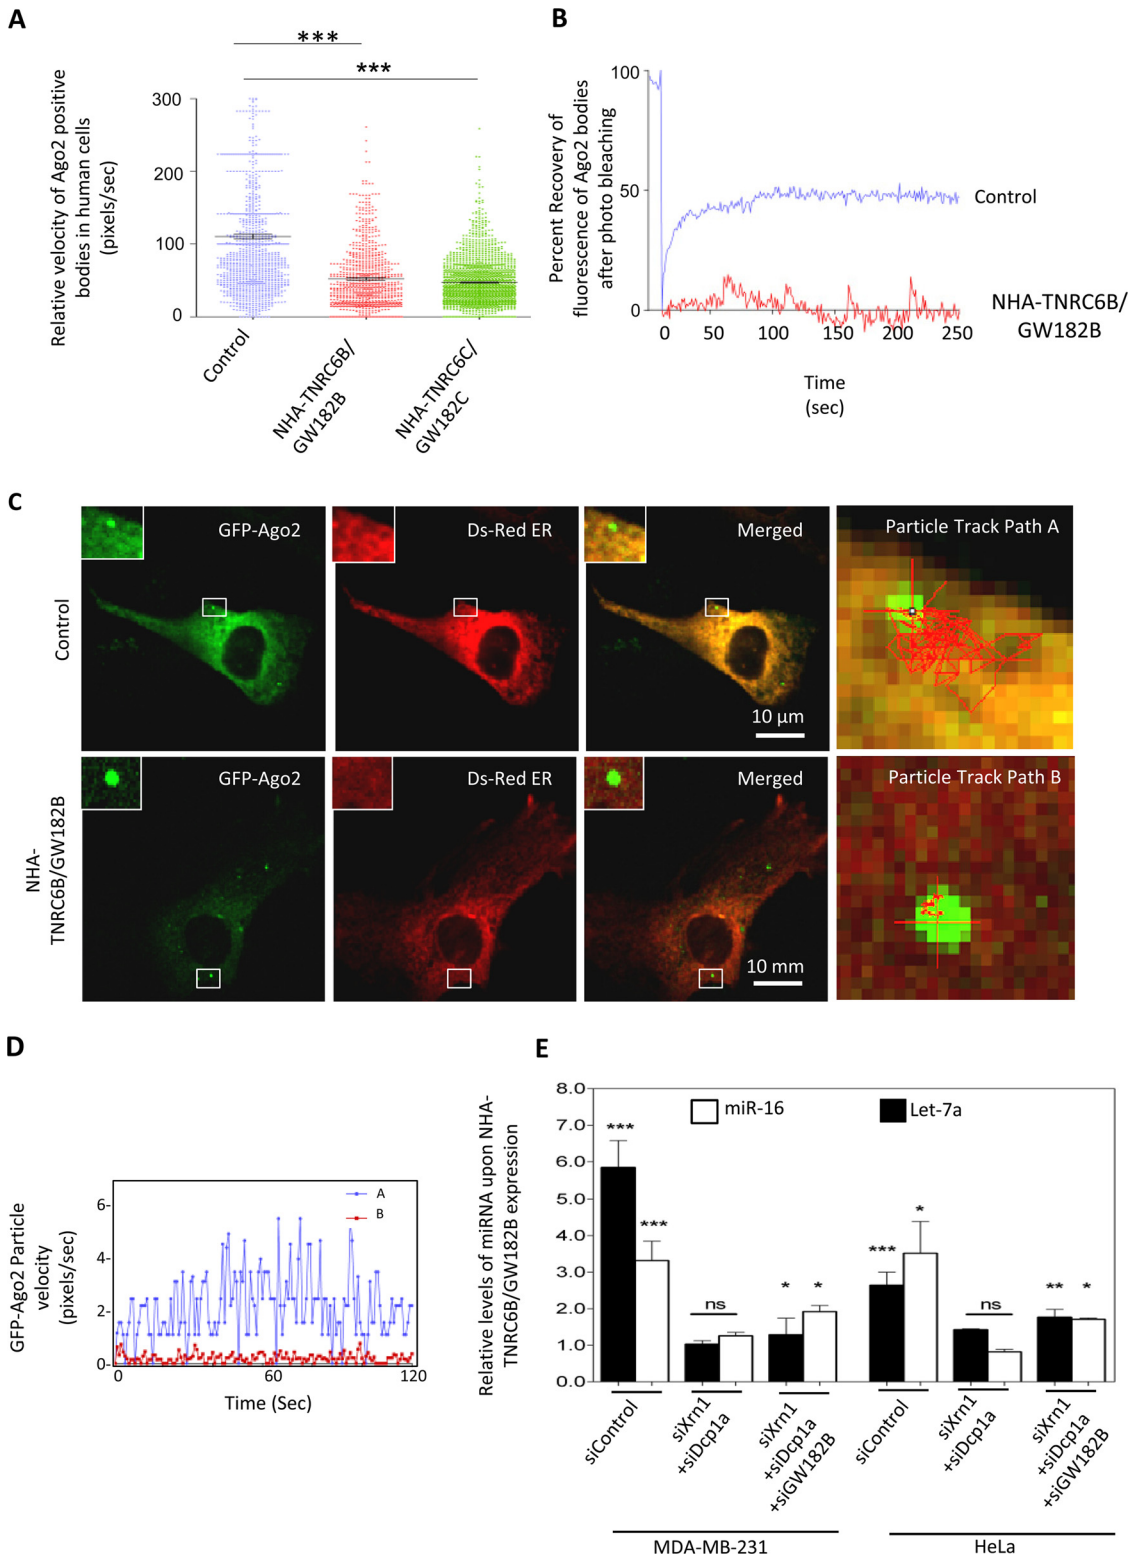 A
***
***
Relative velocity of Ago2 positive
bodies in human cells
(pixels/sec)
300
200
100
0
Control
NHA-TNRC6B/
GW182B
NHA-TNRC6C/
GW182C
B
Percent Recovery of
fluorescence of Ago2 bodies
after photo bleaching
100
50
0
Control
NHA-TNRC6B/
GW182B
0 50 100 150 200 250
Time
(sec)
C
Control
GFP-Ago2
Ds-Red ER
Merged
10 µm
Particle Track Path A
NHA-
TNRC6B/GW182B
GFP-Ago2
Ds-Red ER
Merged
10 mm
Particle Track Path B
D
GFP-Ago2 Particle
velocity
(pixels/sec)
6
4
2
0
A
B
0 60 120
Time (Sec)
E
Relative levels of miRNA upon NHA-
TNRC6B/GW182B expression
8.0
7.0
6.0
5.0
4.0
3.0
2.0
1.0
0.0
miR-16
Let-7a
***
***
ns
*
*
***
*
ns
**
*
siControl
siXrn1
+siDcp1a
siXrn1
+siDcp1a
+siGW182B
siControl
siXrn1
+siDcp1a
siXrn1
+siDcp1a
+siGW182B
MDA-MB-231
HeLa